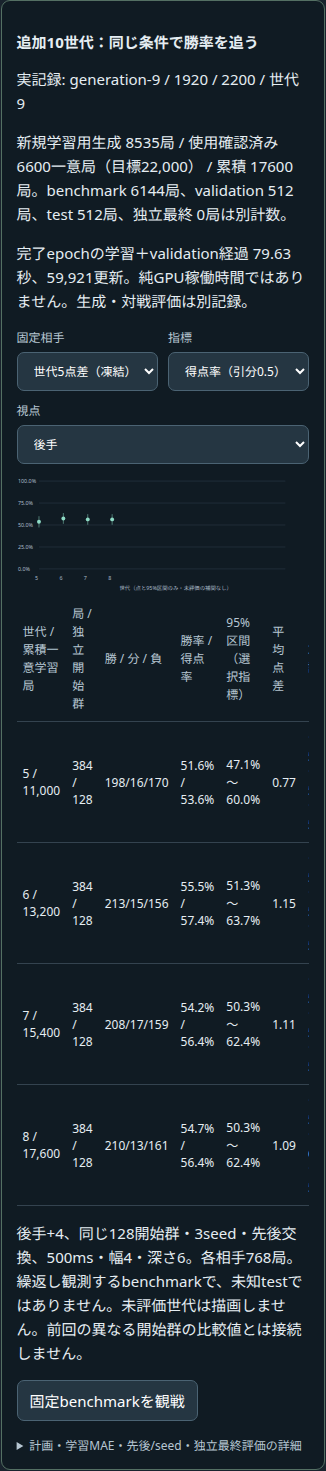 追加10世代：同じ条件で勝率を追う
実記録: generation-9 / 1920 / 2200 / 世代
9
新規学習用生成 8535局 / 使用確認済み
6600一意局（目標22,000） / 累積 17600
局。benchmark 6144局、validation 512
局、test 512局、独立最終 0局は別計数。
完了epochの学習＋validation経過 79.63
秒、59,921更新。純GPU稼働時間ではあり
ません。生成・対戦評価は別記録。
固定相手 指標
世代5点差（凍結） 得点率（引分0.5）
視点
後手
100.0%
75.0%
50.0%
25.0%
0.0%
5 6 7 8
世代（点と95%区間のみ・未評価の補間なし）
世代 /
累積一
意学習
局
局 /
独
立
開
始
群
勝 / 分 / 負
勝率 /
得点
率
95%
区間
（選
択指
標）
平
均
点
差
5 /
11,000
384
/
128
198/16/170
51.6%
/
53.6%
47.1%
～
60.0%
0.77
6 /
13,200
384
/
128
213/15/156
55.5%
/
57.4%
51.3%
～
63.7%
1.15
7 /
15,400
384
/
128
208/17/159
54.2%
/
56.4%
50.3%
～
62.4%
1.11
8 /
17,600
384
/
128
210/13/161
54.7%
/
56.4%
50.3%
～
62.4%
1.09
後手+4、同じ128開始群・3seed・先後交
換、500ms・幅4・深さ6。各相手768局。
繰返し観測するbenchmarkで、未知testで
はありません。未評価世代は描画しませ
ん。前回の異なる開始群の比較値とは接続
しません。
固定benchmarkを観戦
▶ 計画・学習MAE・先後/seed・独立最終評価の詳細